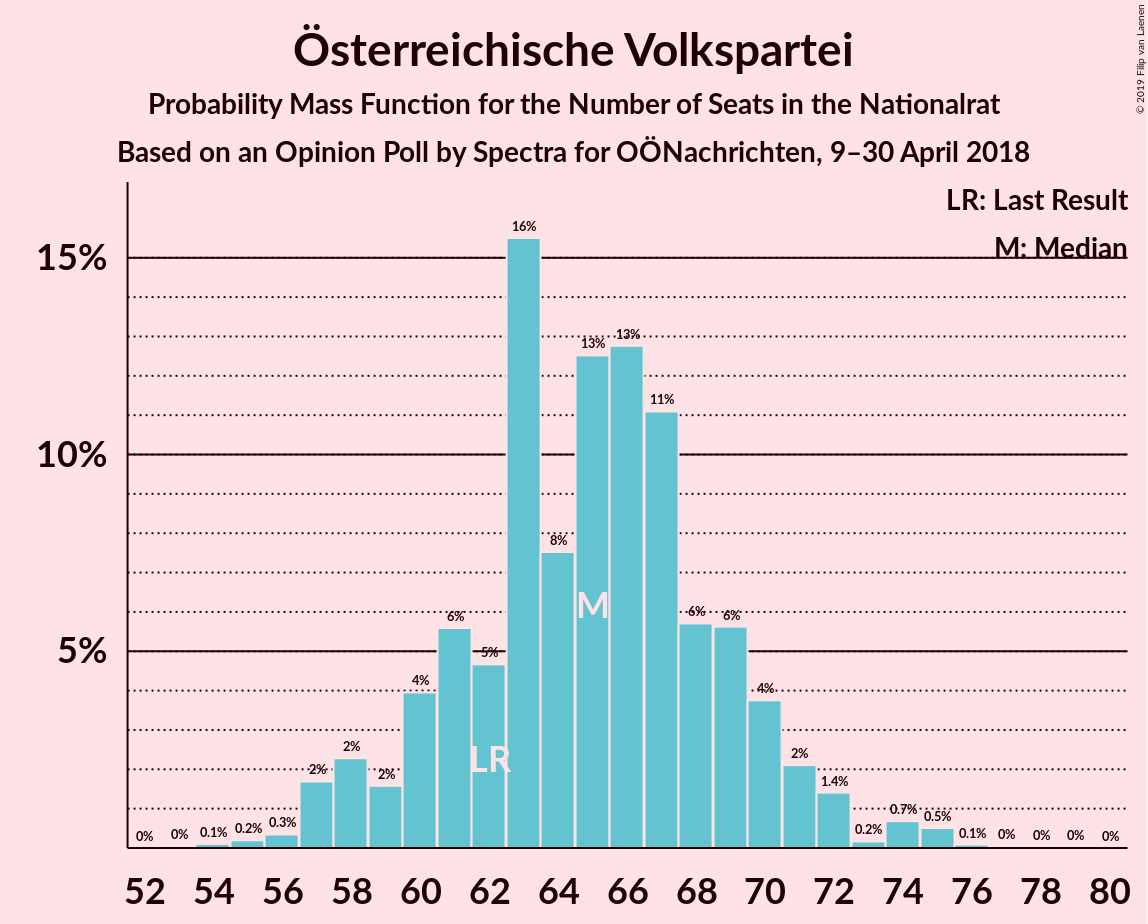 Österreichische Volkspartei
Probability Mass Function for the Number of Seats in the Nationalrat
Based on an Opinion Poll by Spectra for OÖNachrichten, 9–30 April 2018
© 2019 Filip van Laenen
LR: Last Result
M: Median
15%
10%
5%
0% 0% 0.1% 0.2% 0.3% 2% 2% 2% 4% 6% 5% 16% 8% 13% 13% 11% 6% 6% 4% 2% 1.4% 0.2% 0.7% 0.5% 0.1% 0% 0% 0% 0%
M
LR
52 54 56 58 60 62 64 66 68 70 72 74 76 78 80